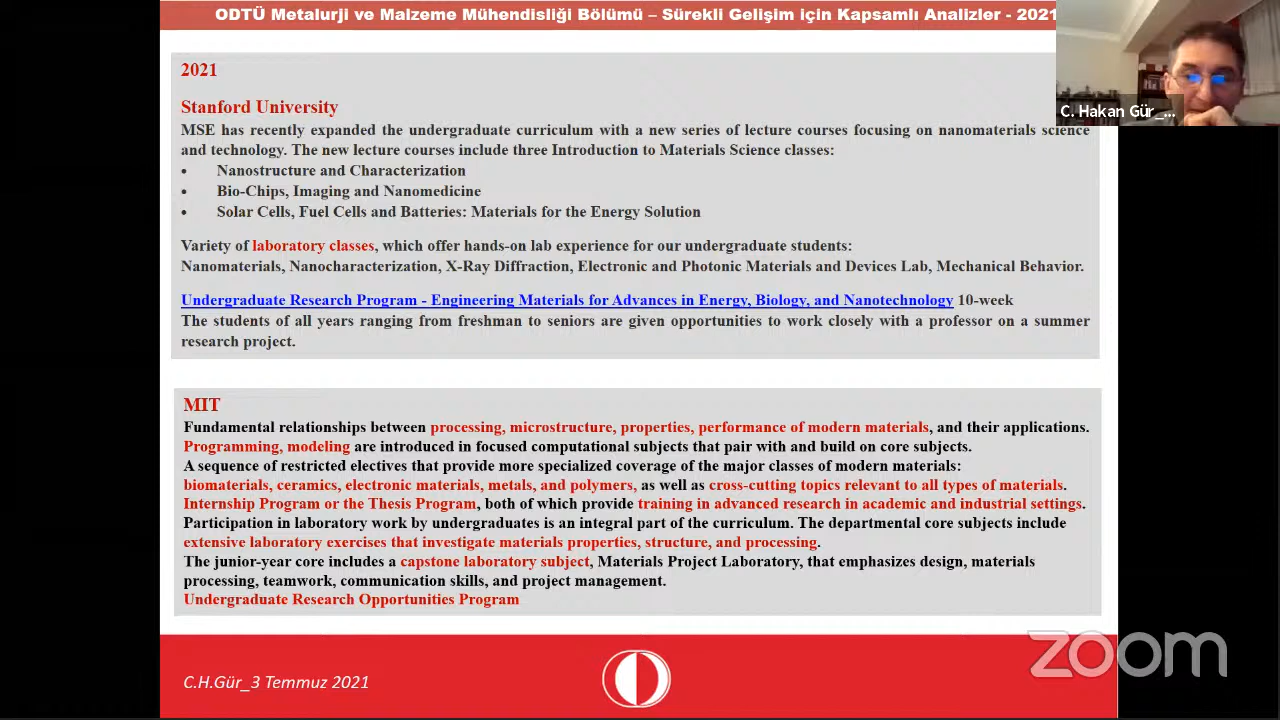 ODTÜ Metalurji ve Malzeme Mühendisliği Bölümü – Sürekli Gelişim için Kapsamlı Analizler - 2021
C. Hakan Gür_...
2021
Stanford University
MSE has recently expanded the undergraduate curriculum with a new series of lecture courses focusing on nanomaterials science
and technology. The new lecture courses include three Introduction to Materials Science classes:
• Nanostructure and Characterization
• Bio-Chips, Imaging and Nanomedicine
• Solar Cells, Fuel Cells and Batteries: Materials for the Energy Solution
Variety of laboratory classes, which offer hands-on lab experience for our undergraduate students:
Nanomaterials, Nanocharacterization, X-Ray Diffraction, Electronic and Photonic Materials and Devices Lab, Mechanical Behavior.
Undergraduate Research Program - Engineering Materials for Advances in Energy, Biology, and Nanotechnology 10-week
The students of all years ranging from freshman to seniors are given opportunities to work closely with a professor on a summer
research project.
MIT
Fundamental relationships between processing, microstructure, properties, performance of modern materials, and their applications.
Programming, modeling are introduced in focused computational subjects that pair with and build on core subjects.
A sequence of restricted electives that provide more specialized coverage of the major classes of modern materials:
biomaterials, ceramics, electronic materials, metals, and polymers, as well as cross-cutting topics relevant to all types of materials.
Internship Program or the Thesis Program, both of which provide training in advanced research in academic and industrial settings.
Participation in laboratory work by undergraduates is an integral part of the curriculum. The departmental core subjects include
extensive laboratory exercises that investigate materials properties, structure, and processing.
The junior-year core includes a capstone laboratory subject, Materials Project Laboratory, that emphasizes design, materials
processing, teamwork, communication skills, and project management.
Undergraduate Research Opportunities Program
C.H.Gür_3 Temmuz 2021
zoom